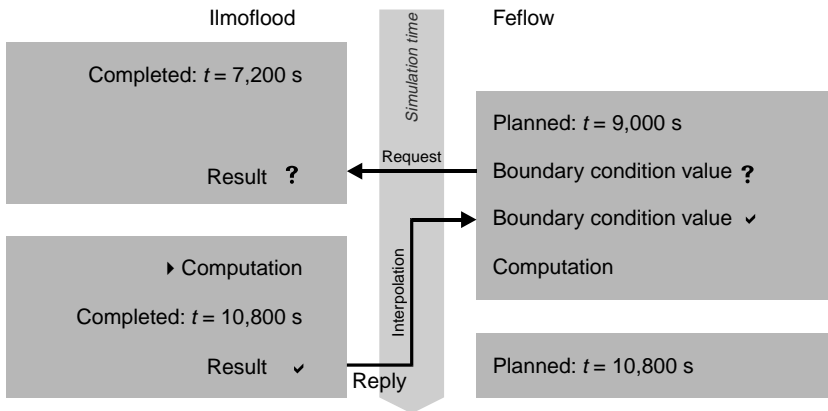 Ilmoflood
Simulation time
Feflow
Completed: t = 7,200 s
Planned: t = 9,000 s
Request
Result ?
Boundary condition value ?
Boundary condition value ✓
Computation
Interpolation
Computation
Completed: t = 10,800 s
Result ✓
Reply
Planned: t = 10,800 s